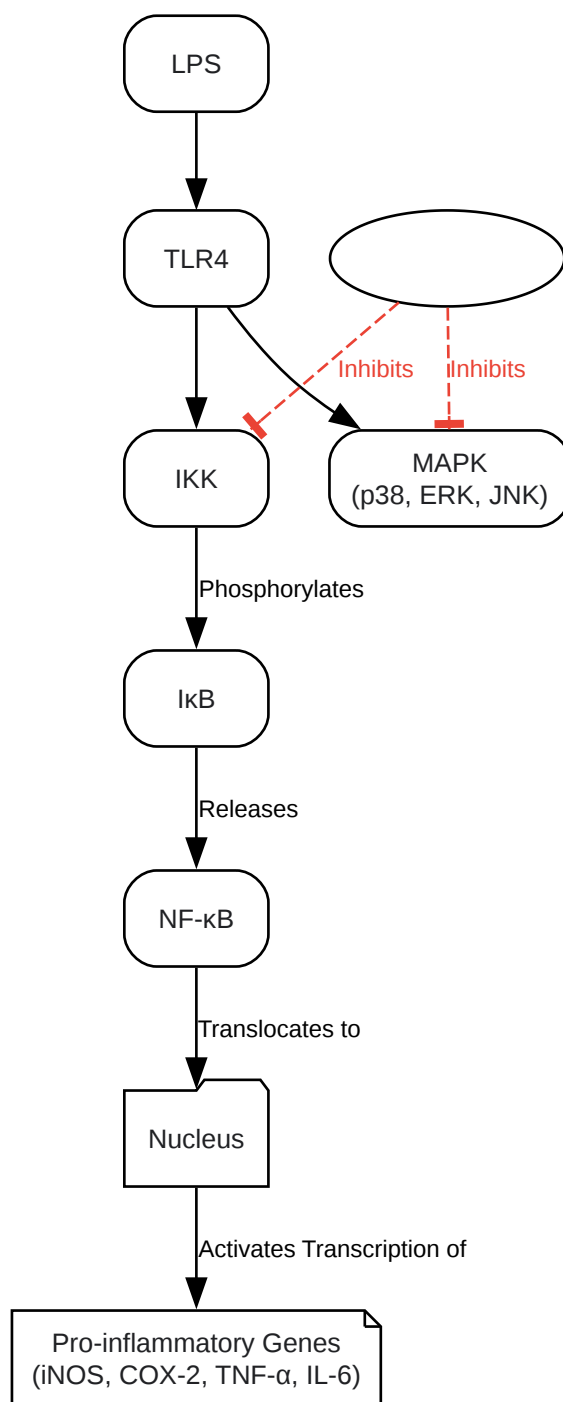 LPS
TLR4
Inhibits
Inhibits
IKK
MAPK
(p38, ERK, JNK)
Phosphorylates
IκB
Releases
NF-κB
Translocates to
Nucleus
Activates Transcription of
Pro-inflammatory Genes
(iNOS, COX-2, TNF-α, IL-6)